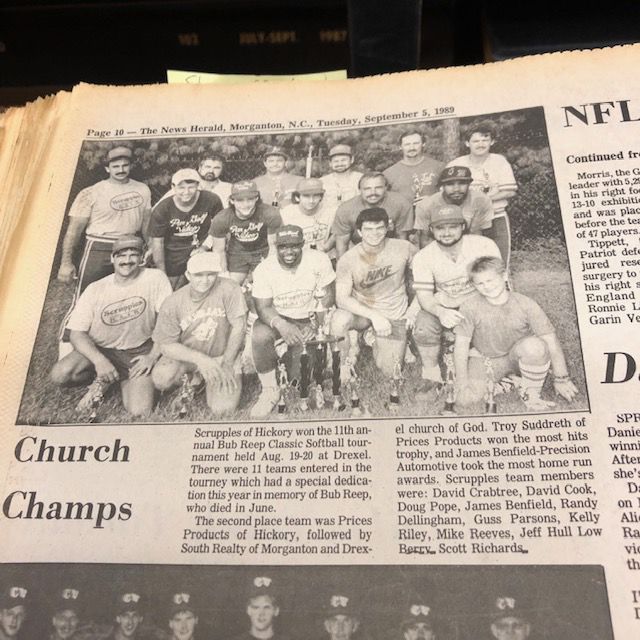 102 JULY-SEPT. 1987
Page 10 — The News Herald, Morganton, N.C., Tuesday, September 5, 1989
NFL
Continued fr
Morris, the G
leader with 5,25
in his right fo
13-10 exhibiti
and was place
before the tea
of 47 players.
Tippett,
Patriot defe
jured rese
surgery to
his right s
England
Ronnie L
Garin Ve
NIKE
Scrupples
Church
Champs
Scrupples of Hickory won the 11th an-
nual Bub Reep Classic Softball tour-
nament held Aug. 19-20 at Drexel.
There were 11 teams entered in the
tourney which had a special dedica-
tion this year in memory of Bub Reep,
who died in June.
The second place team was Prices
Products of Hickory, followed by
South Realty of Morganton and Drex-
el church of God. Troy Suddreth of
Prices Products won the most hits
trophy, and James Benfield-Precision
Automotive took the most home run
awards. Scrupples team members
were: David Crabtree, David Cook,
Doug Pope, James Benfield, Randy
Dellingham, Guss Parsons, Kelly
Riley, Mike Reeves, Jeff Hull Low
Berry, Scott Richards.
D
SPR
Daniel
winni
After
she's
Da
on 
Alic
Ra
vic
th